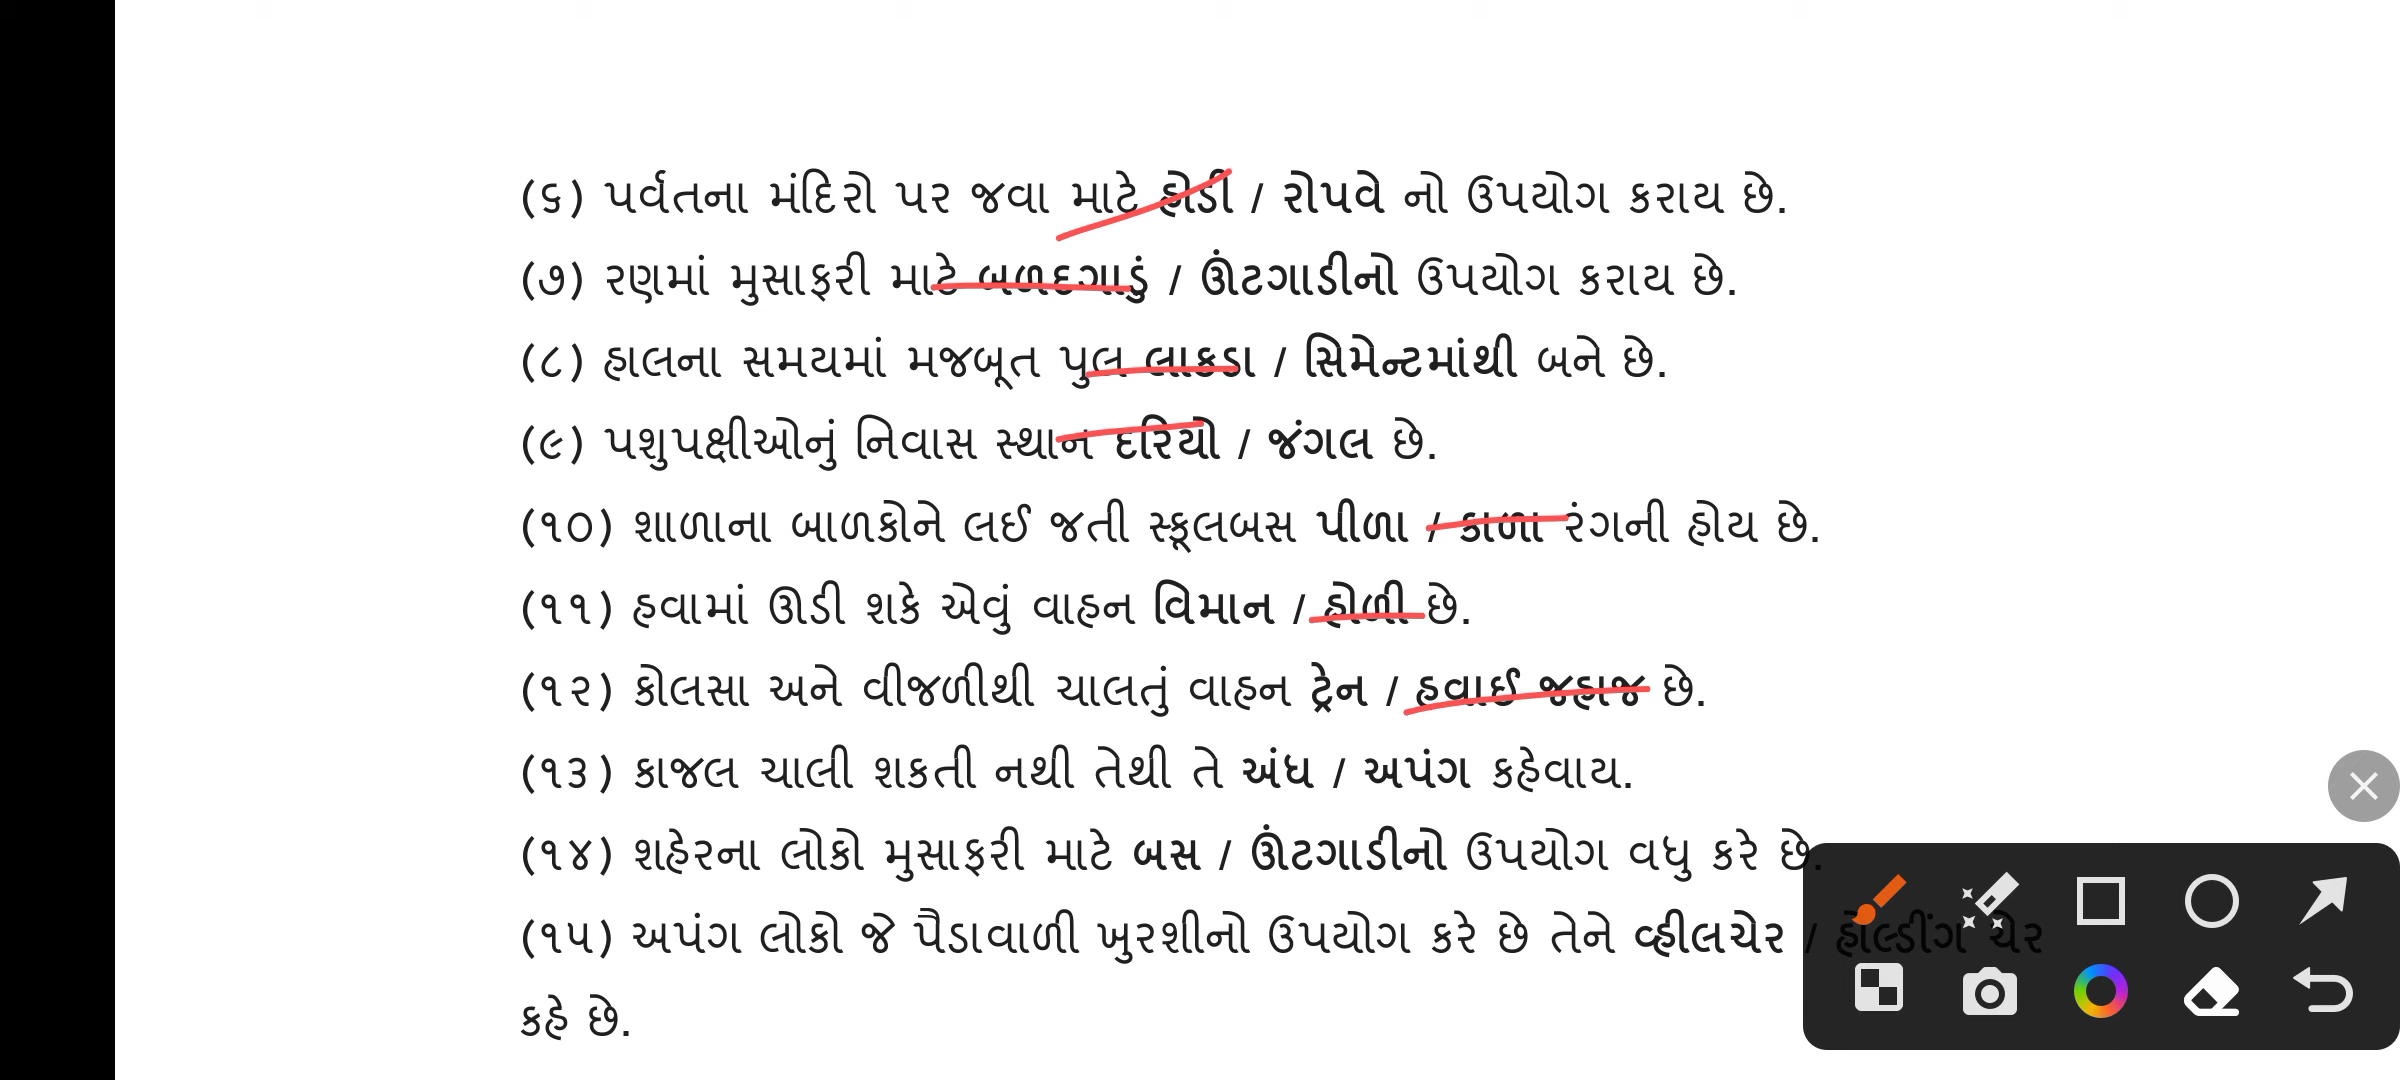 (૬) પર્વતના મંદિરો પર જવા માટે હોડી / રોપવે નો ઉપયોગ કરાય છે.
(૭) રણમાં મુસાફરી માટે બળદગાડું / ઊંટગાડીનો ઉપયોગ કરાય છે.
(૮) હાલના સમયમાં મજબૂત પુલ લાકડા / સિમેન્ટમાંથી બને છે.
(૯) પશુપક્ષીઓનું નિવાસ સ્થાન દરિયો / જંગલ છે.
(૧૦) શાળાના બાળકોને લઈ જતી સ્કૂલબસ પીળા / કાળા રંગની હોય છે.
(૧૧) હવામાં ઊડી શકે એવું વાહન વિમાન / હોળી છે.
(૧૨) કોલસા અને વીજળીથી ચાલતું વાહન ટ્રેન / હવાઈ જહાજ છે.
(૧૩) કાજલ ચાલી શકતી નથી તેથી તે અંધ / અપંગ કહેવાય.
(૧૪) શહેરના લોકો મુસાફરી માટે બસ / ઊંટગાડીનો ઉપયોગ વધુ કરે છે.
(૧૫) અપંગ લોકો જે પૈડાવાળી ખુરશીનો ઉપયોગ કરે છે તેને વ્હીલચેર / હોલ્ડીંગ ચેર
કહે છે.